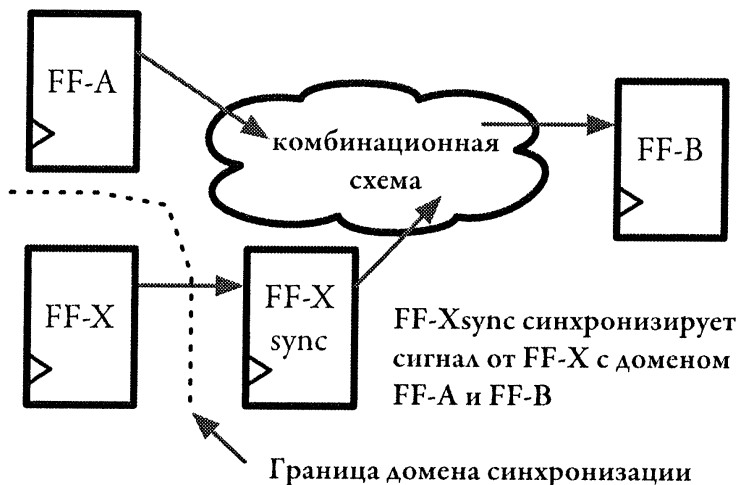 FF-A
комбинационная
схема
FF-B
FF-X
FF-X
sync
FF-Xsync синхронизирует
сигнал от FF-X с доменом
FF-A и FF-B
Граница домена синхронизации